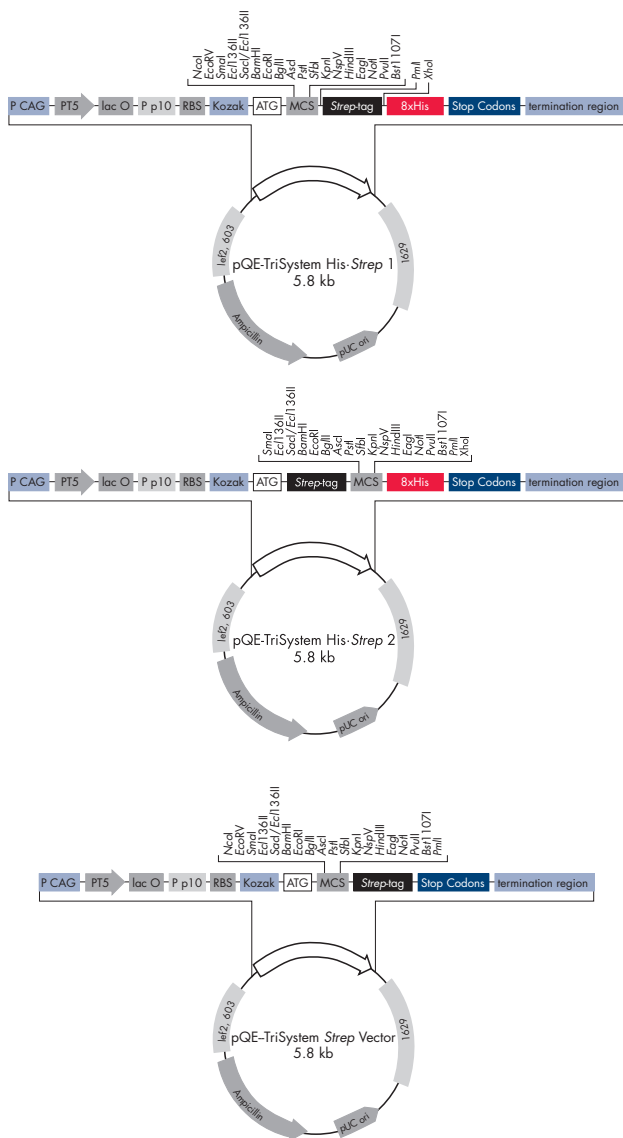 NcoI
EcoRV
SmaI
Ecl136II
SacI/Ecl136II
BamHI
EcoRI
BglII
AscI
PstI
SfbI
KpnI
NspV
HindIII
EagI
NotI
PvuII
Bst1107I
PmlI
XhoI
P CAG PT5 lac O P p10 RBS Kozak ATG MCS Strep-tag 8xHis Stop Codons termination region
lef2, 603
1629
pQE-TriSystem His·Strep 1
5.8 kb
Ampicillin
pUC ori
SmaI
Ecl136II
SacI/Ecl136II
BamHI
EcoRI
BglII
AscI
PstI
SfbI
KpnI
NspV
HindIII
EagI
NotI
PvuII
Bst1107I
PmlI
XhoI
P CAG PT5 lac O P p10 RBS Kozak ATG Strep-tag MCS 8xHis Stop Codons termination region
lef2, 603
1629
pQE-TriSystem His·Strep 2
5.8 kb
Ampicillin
pUC ori
NcoI
EcoRV
SmaI
Ecl136II
SacI/Ecl136II
BamHI
EcoRI
BglII
AscI
PstI
SfbI
KpnI
NspV
HindIII
EagI
NotI
PvuII
Bst1107I
PmlI
P CAG PT5 lac O P p10 RBS Kozak ATG MCS Strep-tag Stop Codons termination region
lef2, 603
1629
pQE–TriSystem Strep Vector
5.8 kb
Ampicillin
pUC ori